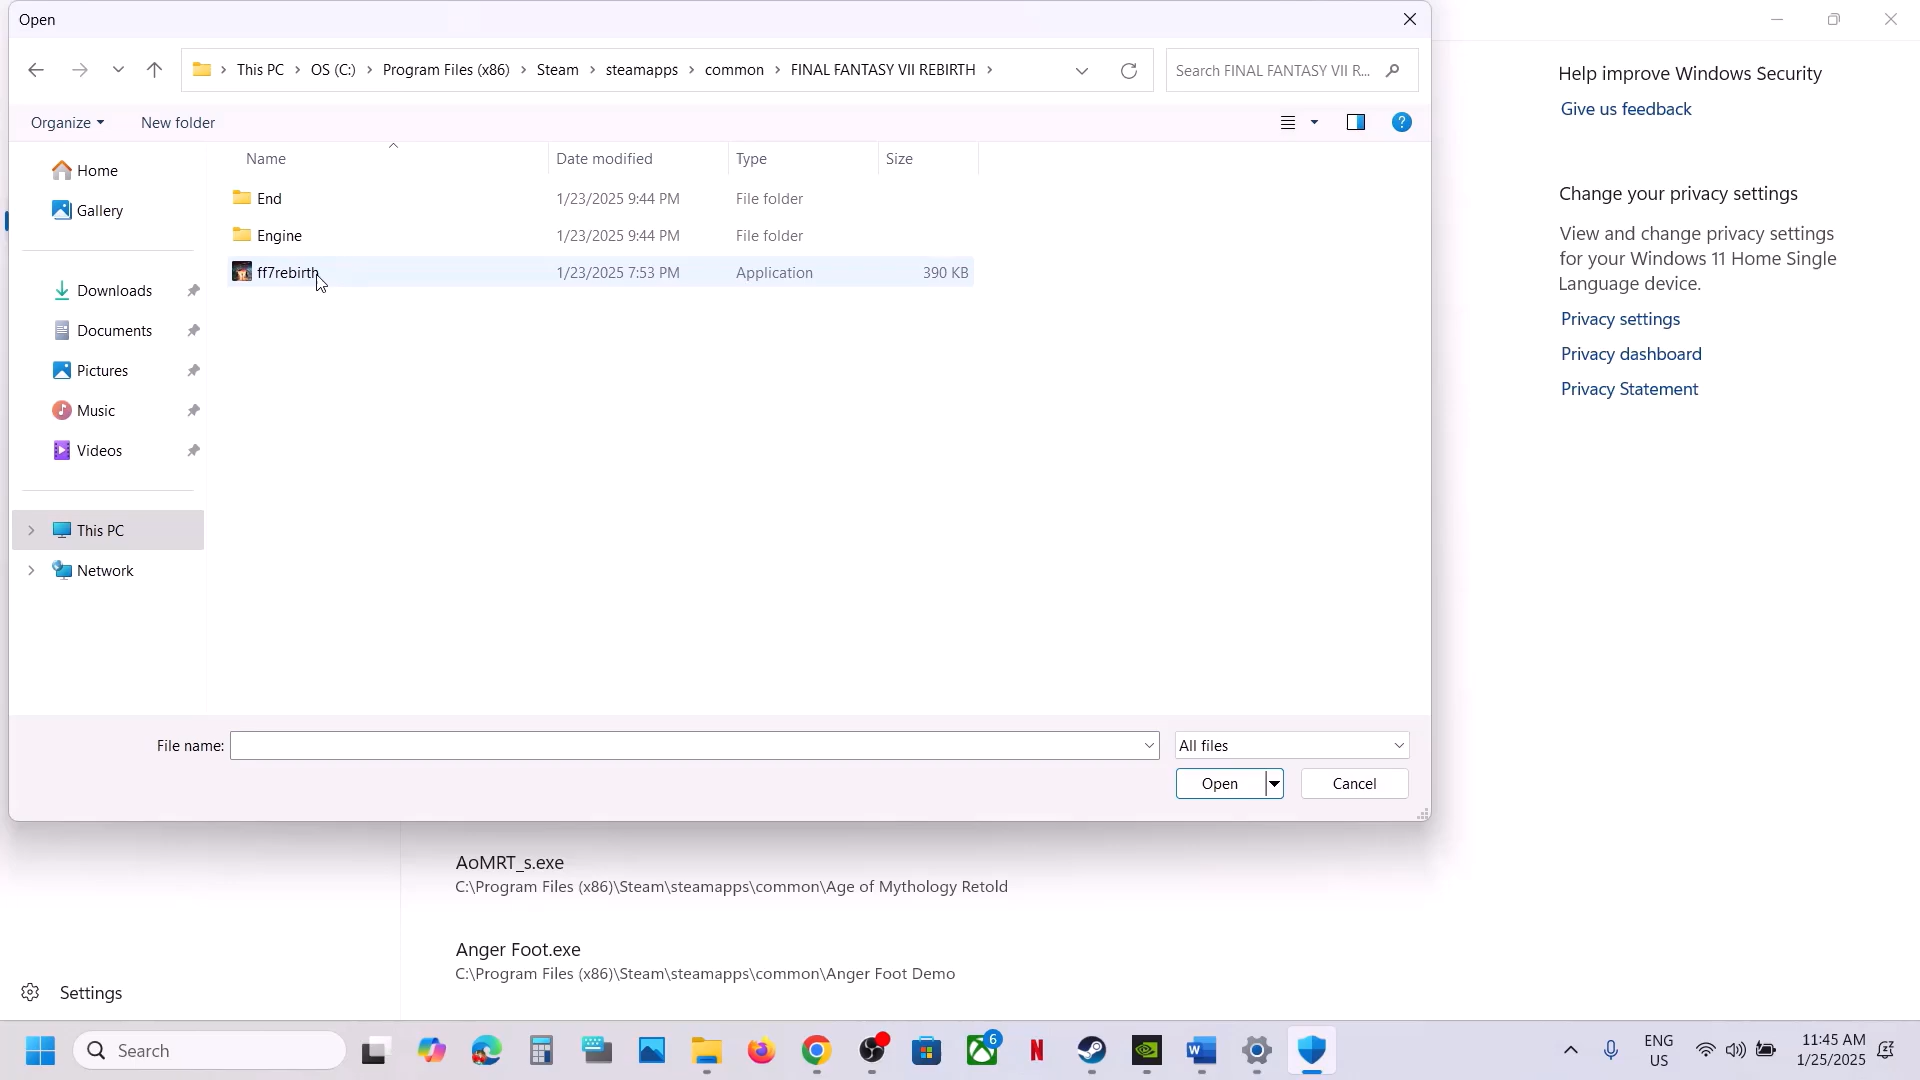 Open
This PC > OS (C:) > Program Files (x86) > Steam > steamapps > common > FINAL FANTASY VII REBIRTH >
Search FINAL FANTASY VII R...
Organize
New folder
Name
Date modified
Type
Size
End
1/23/2025 9:44 PM
File folder
Engine
1/23/2025 9:44 PM
File folder
ff7rebirth
1/23/2025 7:53 PM
Application
390 KB
Home
Gallery
Downloads
Documents
Pictures
Music
Videos
This PC
Network
File name:
All files
Open
Cancel
Help improve Windows Security
Give us feedback
Change your privacy settings
View and change privacy settings
for your Windows 11 Home Single
Language device.
Privacy settings
Privacy dashboard
Privacy Statement
AoMRT_s.exe
C:\Program Files (x86)\Steam\steamapps\common\Age of Mythology Retold
Anger Foot.exe
C:\Program Files (x86)\Steam\steamapps\common\Anger Foot Demo
Settings
Search
6
ENG
US
11:45 AM
1/25/2025